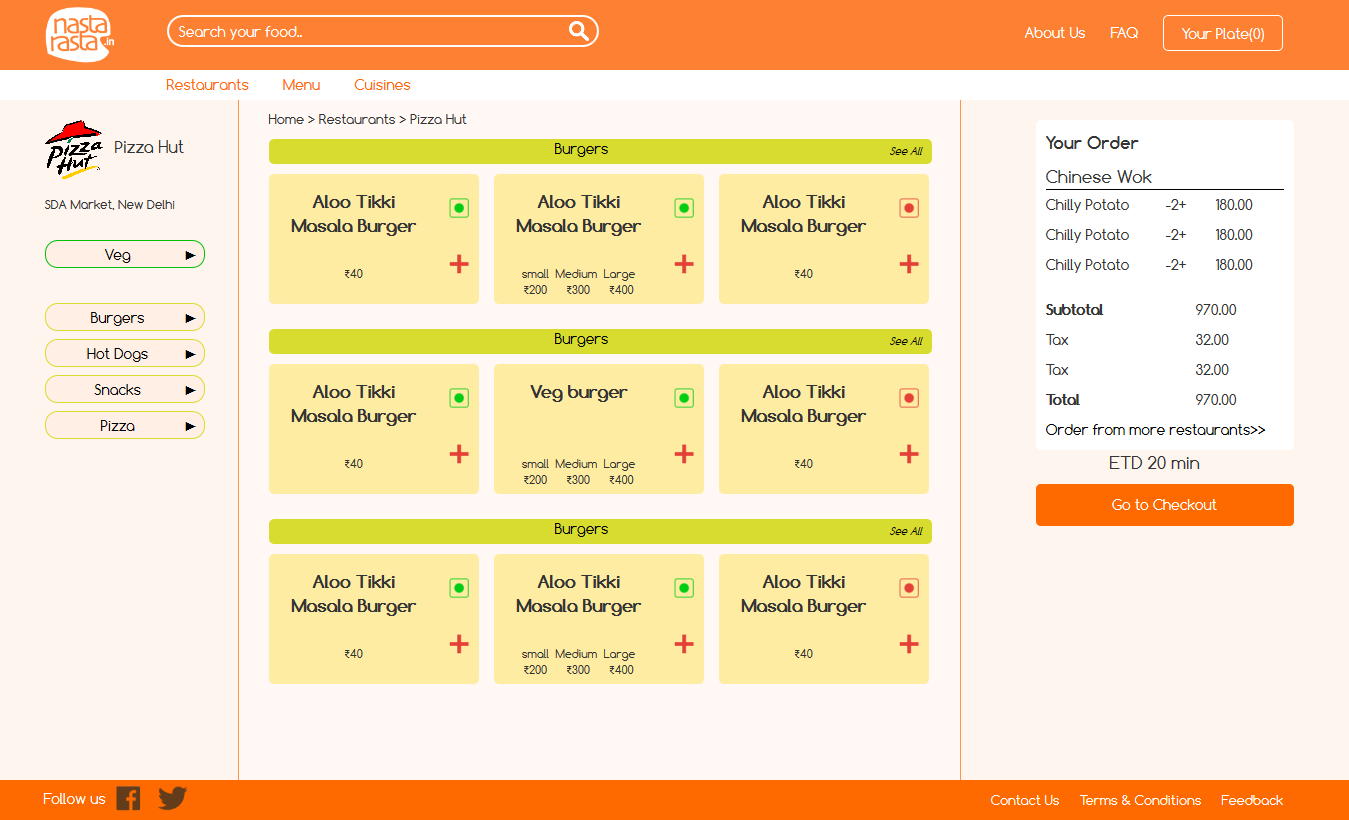 nasta
rasta.in
Search your food..
About Us
FAQ
Your Plate(0)
Restaurants
Menu
Cuisines
Pizza Hut
Pizza Hut
SDA Market, New Delhi
Veg
Burgers
Hot Dogs
Snacks
Pizza
Home > Restaurants > Pizza Hut
Burgers
See All
Aloo Tikki
Masala Burger
₹40
Aloo Tikki
Masala Burger
small Medium Large
₹200 ₹300 ₹400
Aloo Tikki
Masala Burger
₹40
Burgers
See All
Aloo Tikki
Masala Burger
₹40
Veg burger
small Medium Large
₹200 ₹300 ₹400
Aloo Tikki
Masala Burger
₹40
Burgers
See All
Aloo Tikki
Masala Burger
₹40
Aloo Tikki
Masala Burger
small Medium Large
₹200 ₹300 ₹400
Aloo Tikki
Masala Burger
₹40
Your Order
Chinese Wok
Chilly Potato -2+ 180.00
Chilly Potato -2+ 180.00
Chilly Potato -2+ 180.00
Subtotal 970.00
Tax 32.00
Tax 32.00
Total 970.00
Order from more restaurants>>
ETD 20 min
Go to Checkout
Follow us
Contact Us
Terms & Conditions
Feedback